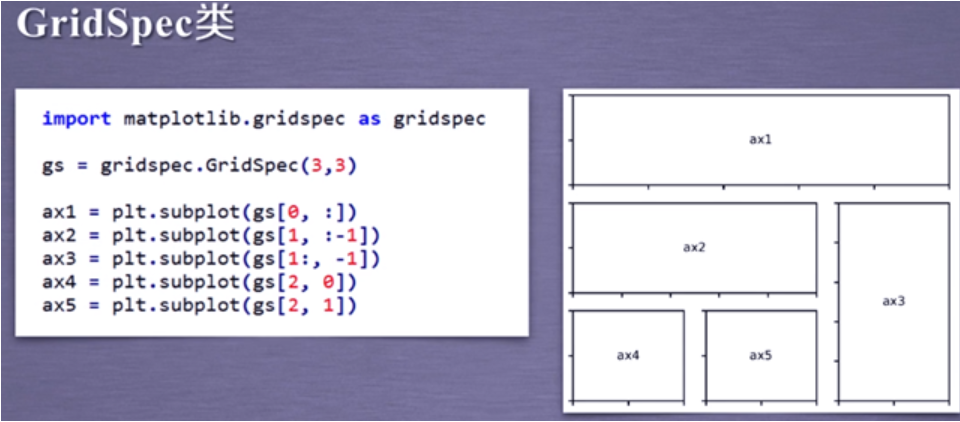 GridSpec类
import matplotlib.gridspec as gridspec
gs = gridspec.GridSpec(3,3)
ax1 = plt.subplot(gs[0, :])
ax2 = plt.subplot(gs[1, :-1])
ax3 = plt.subplot(gs[1:, -1])
ax4 = plt.subplot(gs[2, 0])
ax5 = plt.subplot(gs[2, 1])
ax1
ax2
ax3
ax4
ax5